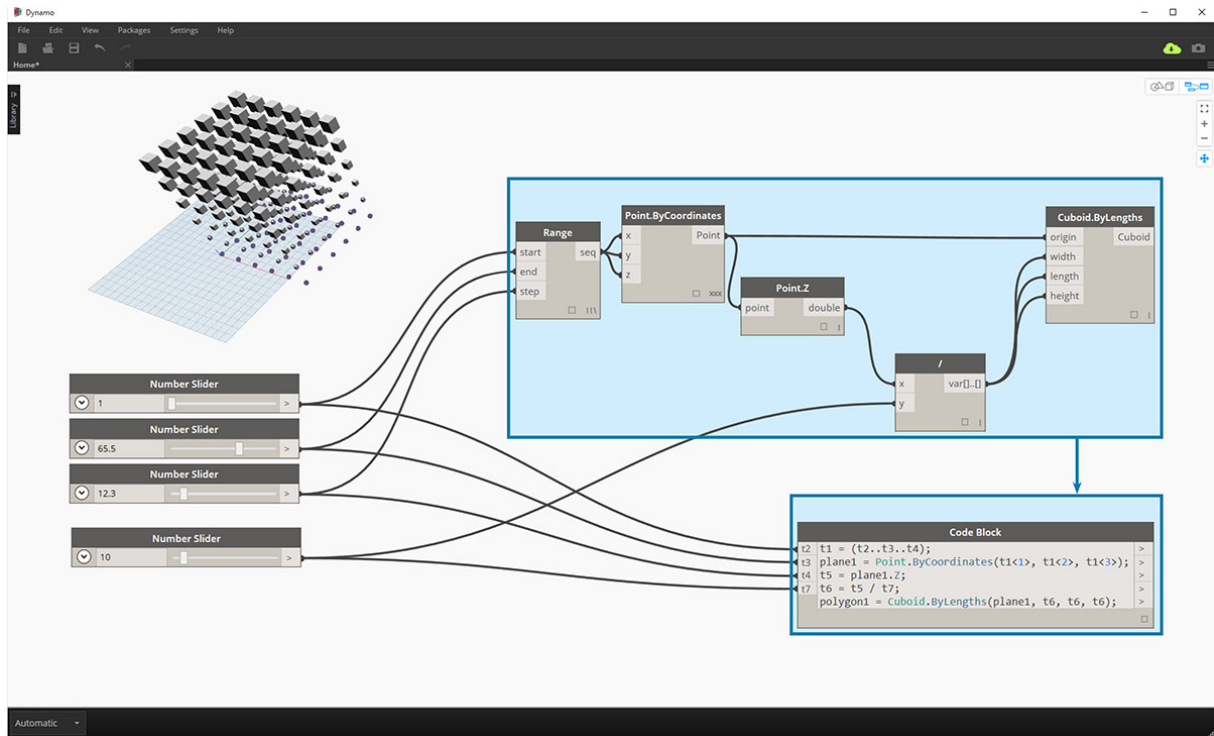 Dynamo
File Edit View Packages Settings Help
Home*
Library
Range
start seq
end
step
Point.ByCoordinates
x Point
y
z
xxx
Point.Z
point double
/
x var[]..[]
y
Cuboid.ByLengths
origin Cuboid
width
length
height
Number Slider
1 >
Number Slider
65.5 >
Number Slider
12.3 >
Number Slider
10 >
Code Block
t2 t1 = (t2..t3..t4); >
t3 plane1 = Point.ByCoordinates(t1<1>, t1<2>, t1<3>); >
t4 t5 = plane1.Z; >
t7 t6 = t5 / t7; >
polygon1 = Cuboid.ByLengths(plane1, t6, t6, t6); >
Automatic